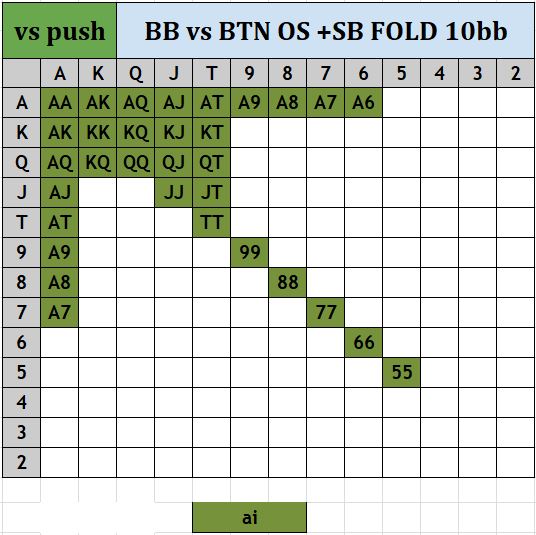 vs push BB vs BTN OS +SB FOLD 10bb
A K Q J T 9 8 7 6 5 4 3 2
A AA AK AQ AJ AT A9 A8 A7 A6
K AK KK KQ KJ KT
Q AQ KQ QQ QJ QT
J AJ JJ JT
T AT TT
9 A9 99
8 A8 88
7 A7 77
6 66
5 55
4
3
2
ai